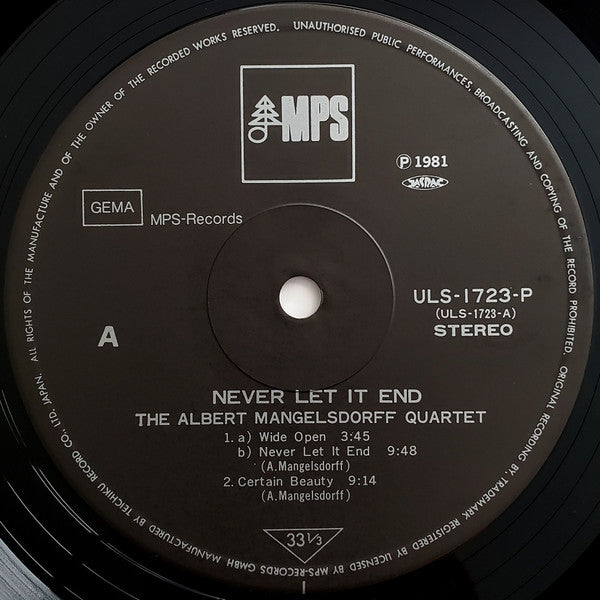 ALL RIGHTS OF THE MANUFACTURE AND OF THE OWNER OF THE RECORDED WORKS RESERVED. UNAUTHORISED PUBLIC PERFORMANCES, BROADCASTING AND COPYING OF THE RECORD PROHIBITED.
ORIGINAL RECORDING BY, TRADEMARK REGISTERED BY, LICENSED BY MPS-RECORDS GMBH MANUFACTURED BY TEICHIKU RECORD CO., LTD. JAPAN.
MPS
Ⓟ 1981
JASRAC
GEMA
MPS-Records
ULS-1723-P
(ULS-1723-A)
STEREO
A
NEVER LET IT END
THE ALBERT MANGELSDORFF QUARTET
1. a) Wide Open 3:45
b) Never Let It End 9:48
(A.Mangelsdorff)
2. Certain Beauty 9:14
(A.Mangelsdorff)
33 1/3